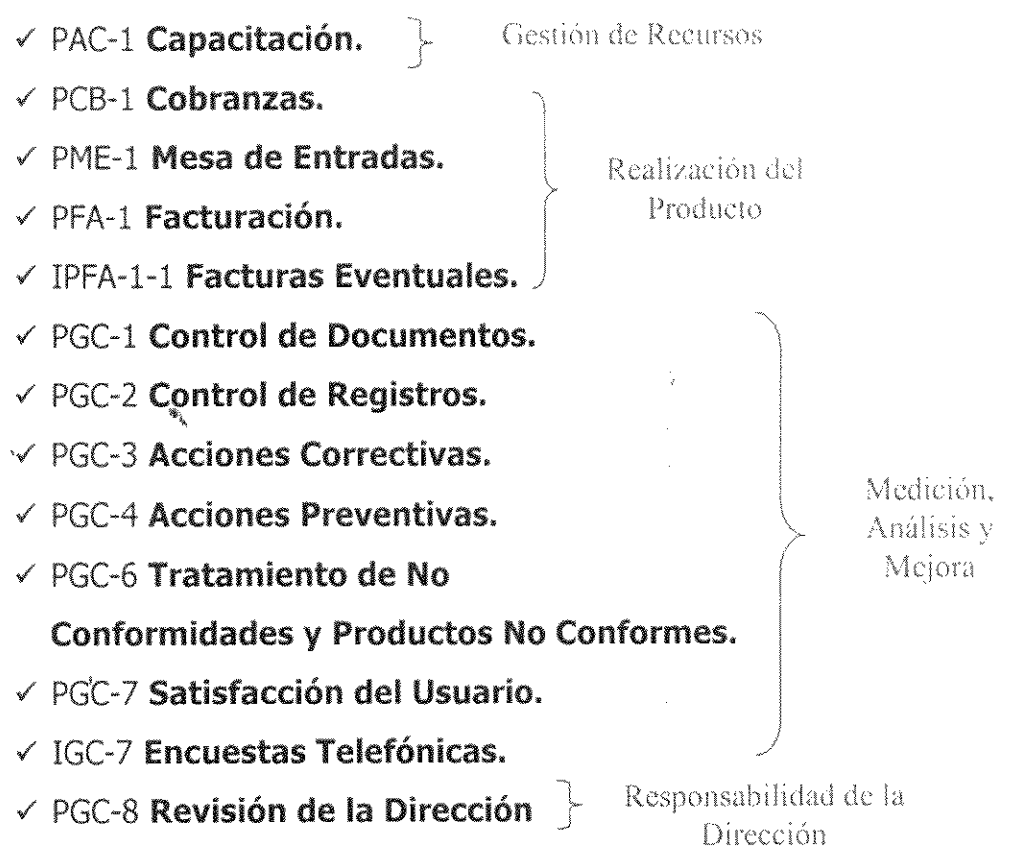 ✓ PAC-1 Capacitación.
Gestión de Recursos
✓ PCB-1 Cobranzas.
✓ PME-1 Mesa de Entradas.
✓ PFA-1 Facturación.
✓ IPFA-1-1 Facturas Eventuales.
Realización del
Producto
✓ PGC-1 Control de Documentos.
✓ PGC-2 Control de Registros.
✓ PGC-3 Acciones Correctivas.
✓ PGC-4 Acciones Preventivas.
✓ PGC-6 Tratamiento de No
Conformidades y Productos No Conformes.
✓ PGC-7 Satisfacción del Usuario.
✓ IGC-7 Encuestas Telefónicas.
Medición,
Análisis y
Mejora
✓ PGC-8 Revisión de la Dirección
Responsabilidad de la
Dirección